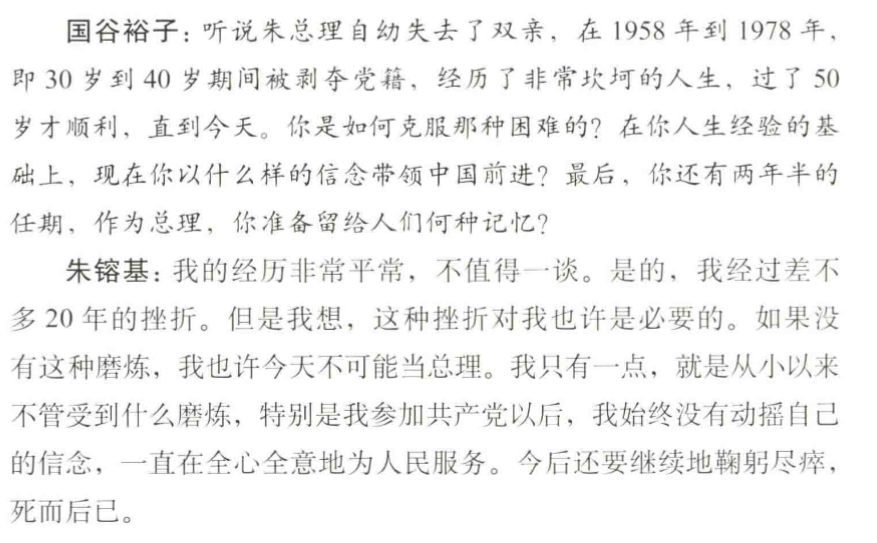 国谷裕子：听说朱总理自幼失去了双亲，在 1958 年到 1978 年，
即 30 岁到 40 岁期间被剥夺党籍，经历了非常坎坷的人生，过了 50
岁才顺利，直到今天。你是如何克服那种困难的？在你人生经验的基
础上，现在你以什么样的信念带领中国前进？最后，你还有两年半的
任期，作为总理，你准备留给人们何种记忆？
朱镕基：我的经历非常平常，不值得一谈。是的，我经过差不
多 20 年的挫折。但是我想，这种挫折对我也许是必要的。如果没
有这种磨炼，我也许今天不可能当总理。我只有一点，就是从小以来
不管受到什么磨炼，特别是我参加共产党以后，我始终没有动摇自己
的信念，一直在全心全意地为人民服务。今后还要继续地鞠躬尽瘁，
死而后已。